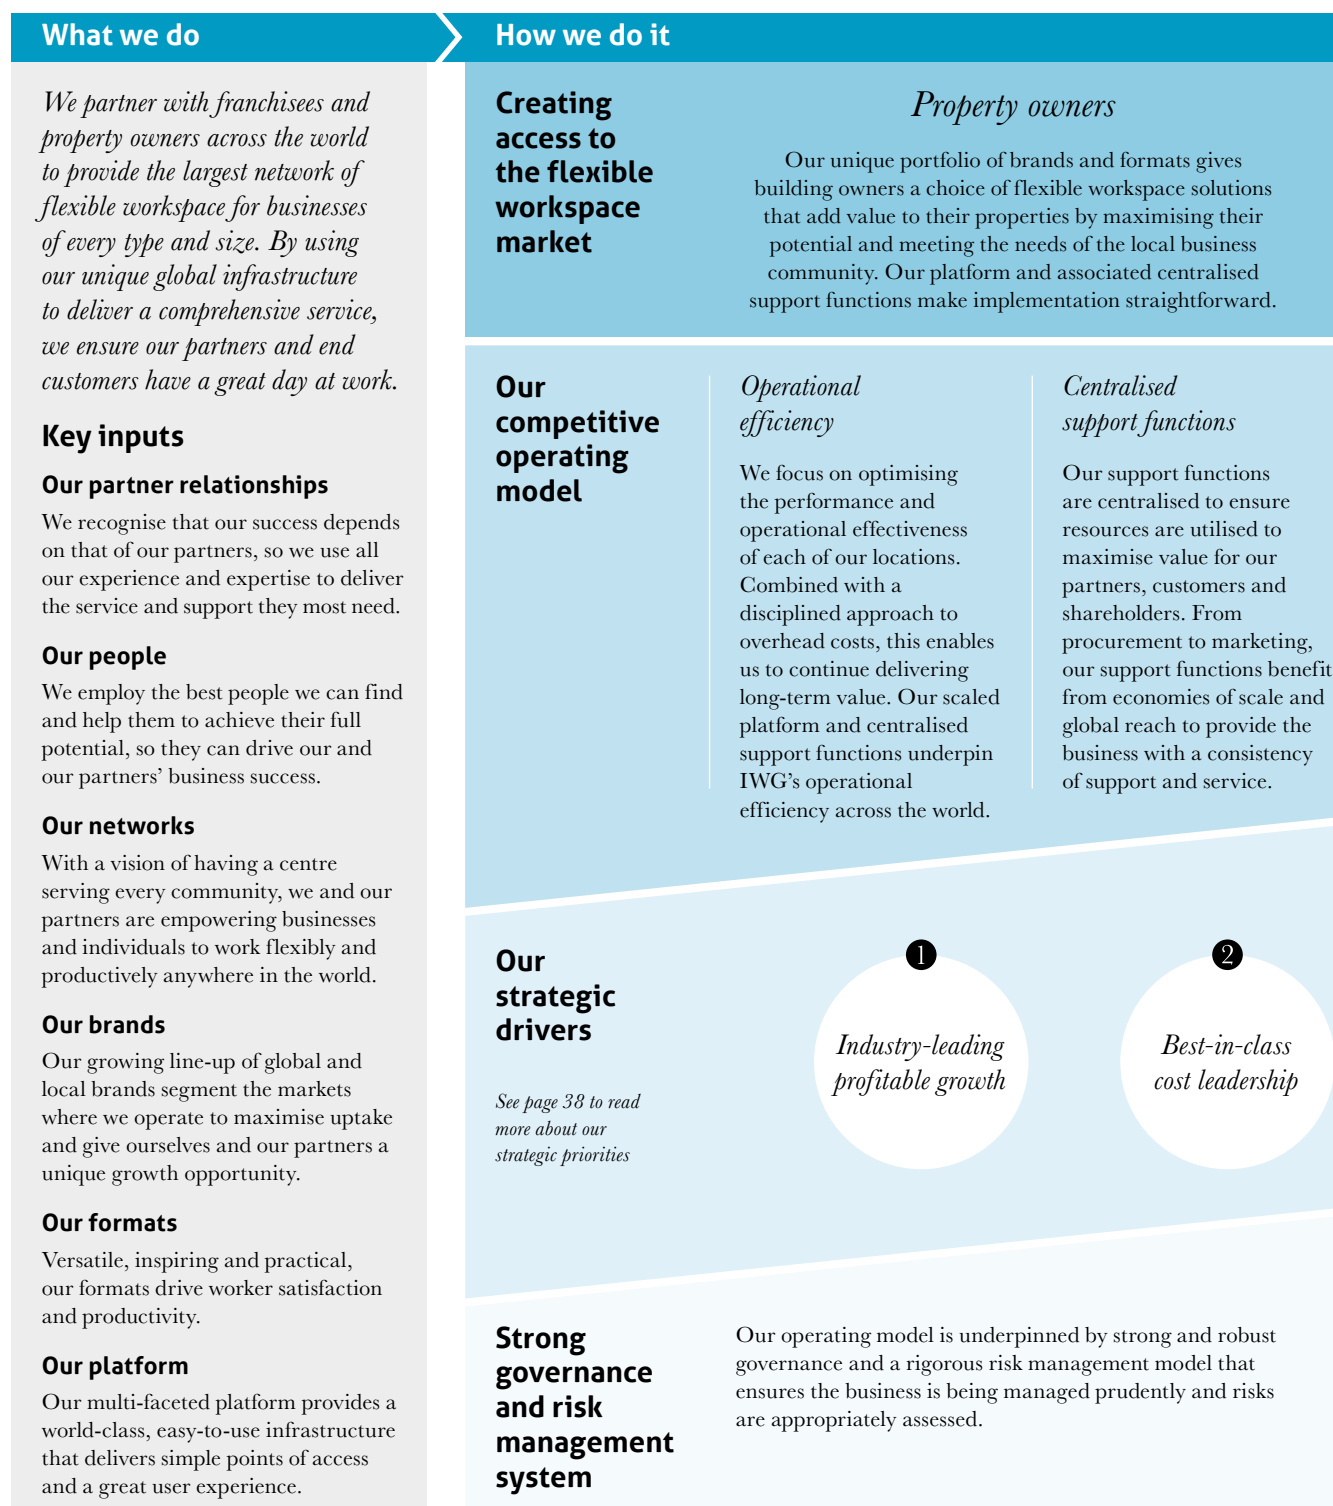 What we do
We partner with franchisees and
property owners across the world
to provide the largest network of
flexible workspace for businesses
of every type and size. By using
our unique global infrastructure
to deliver a comprehensive service,
we ensure our partners and end
customers have a great day at work.
Key inputs
Our partner relationships
We recognise that our success depends
on that of our partners, so we use all
our experience and expertise to deliver
the service and support they most need.
Our people
We employ the best people we can find
and help them to achieve their full
potential, so they can drive our and
our partners’ business success.
Our networks
With a vision of having a centre
serving every community, we and our
partners are empowering businesses
and individuals to work flexibly and
productively anywhere in the world.
Our brands
Our growing line-up of global and
local brands segment the markets
where we operate to maximise uptake
and give ourselves and our partners a
unique growth opportunity.
Our formats
Versatile, inspiring and practical,
our formats drive worker satisfaction
and productivity.
Our platform
Our multi-faceted platform provides a
world-class, easy-to-use infrastructure
that delivers simple points of access
and a great user experience.
How we do it
Creating
access to
the flexible
workspace
market
Property owners
Our unique portfolio of brands and formats gives
building owners a choice of flexible workspace solutions
that add value to their properties by maximising their
potential and meeting the needs of the local business
community. Our platform and associated centralised
support functions make implementation straightforward.
Our
competitive
operating
model
Operational
efficiency
We focus on optimising
the performance and
operational effectiveness
of each of our locations.
Combined with a
disciplined approach to
overhead costs, this enables
us to continue delivering
long-term value. Our scaled
platform and centralised
support functions underpin
IWG’s operational
efficiency across the world.
Centralised
support functions
Our support functions
are centralised to ensure
resources are utilised to
maximise value for our
partners, customers and
shareholders. From
procurement to marketing,
our support functions benefit
from economies of scale and
global reach to provide the
business with a consistency
of support and service.
Our
strategic
drivers
See page 38 to read
more about our
strategic priorities
1
Industry-leading
profitable growth
2
Best-in-class
cost leadership
Strong
governance
and risk
management
system
Our operating model is underpinned by strong and robust
governance and a rigorous risk management model that
ensures the business is being managed prudently and risks
are appropriately assessed.